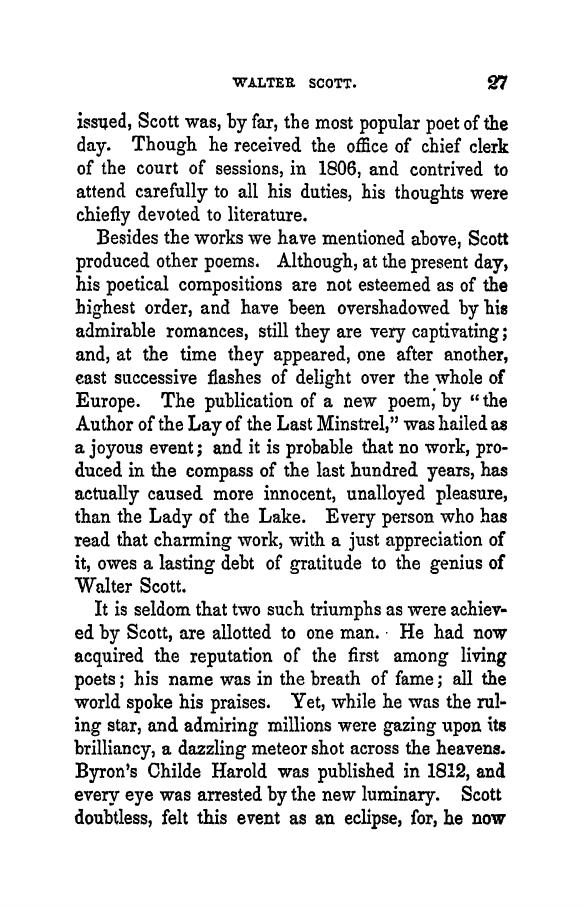 WALTER SCOTT. 27
issued, Scott was, by far, the most popular poet of the
day. Though he received the office of chief clerk
of the court of sessions, in 1806, and contrived to
attend carefully to all his duties, his thoughts were
chiefly devoted to literature.
Besides the works we have mentioned above, Scott
produced other poems. Although, at the present day,
his poetical compositions are not esteemed as of the
highest order, and have been overshadowed by his
admirable romances, still they are very captivating;
and, at the time they appeared, one after another,
cast successive flashes of delight over the whole of
Europe. The publication of a new poem, by "the
Author of the Lay of the Last Minstrel," was hailed as
a joyous event; and it is probable that no work, pro-
duced in the compass of the last hundred years, has
actually caused more innocent, unalloyed pleasure,
than the Lady of the Lake. Every person who has
read that charming work, with a just appreciation of
it, owes a lasting debt of gratitude to the genius of
Walter Scott.
It is seldom that two such triumphs as were achiev-
ed by Scott, are allotted to one man. He had now
acquired the reputation of the first among living
poets; his name was in the breath of fame; all the
world spoke his praises. Yet, while he was the rul-
ing star, and admiring millions were gazing upon its
brilliancy, a dazzling meteor shot across the heavens.
Byron's Childe Harold was published in 1812, and
every eye was arrested by the new luminary. Scott
doubtless, felt this event as an eclipse, for, he now